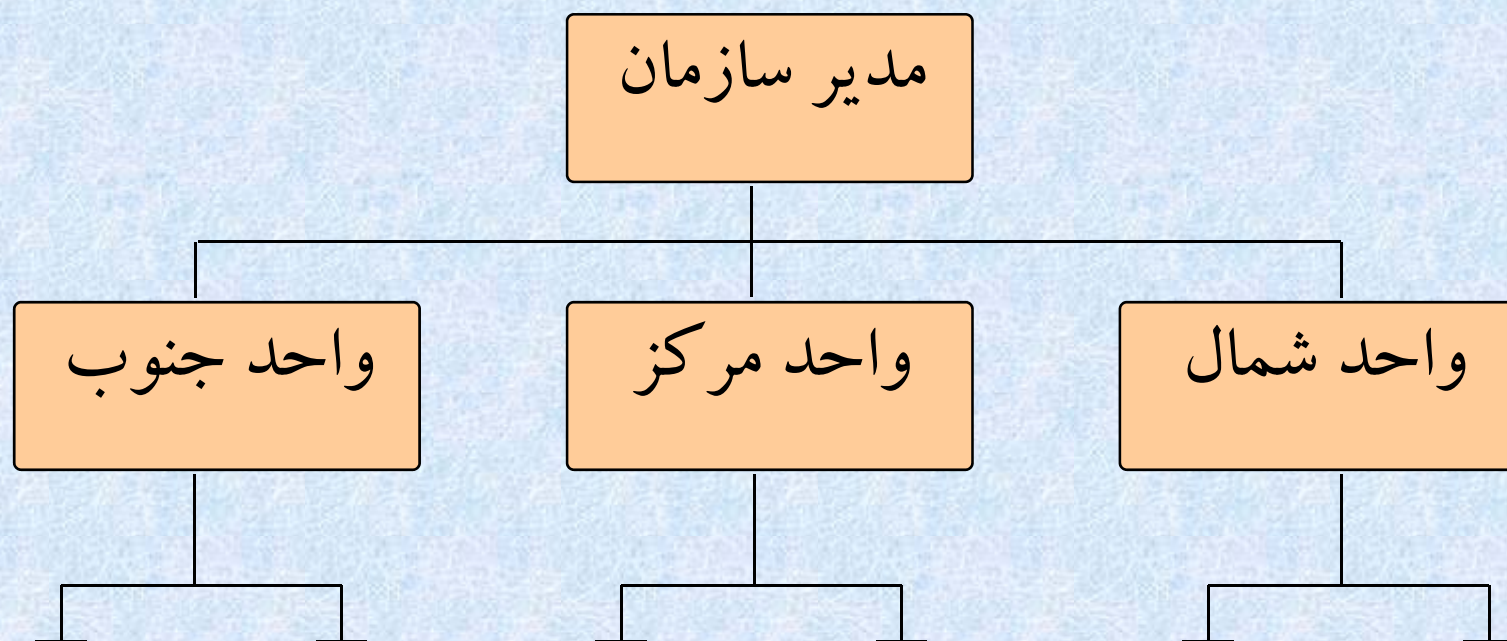 مدیر سازمان
واحد شمال
واحد مرکز
واحد جنوب